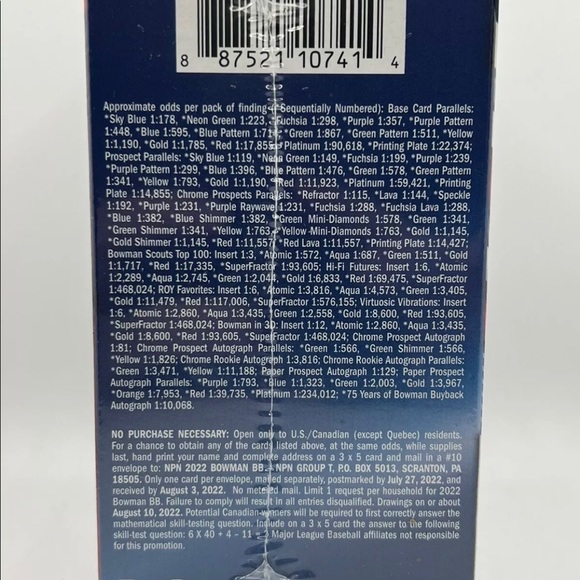 8 87521 10741 4
Approximate odds per pack of finding (*Sequentially Numbered): Base Card Parallels:
*Sky Blue 1:178, *Neon Green 1:223, *Fuchsia 1:298, *Purple 1:357, *Purple Pattern
1:448, *Blue 1:595, *Blue Pattern 1:714, *Green 1:867, *Green Pattern 1:511, *Yellow
1:1,190, *Gold 1:1,785, *Red 1:17,855, *Platinum 1:90,618, *Printing Plate 1:22,374;
Prospect Parallels: *Sky Blue 1:119, *Neon Green 1:149, *Fuchsia 1:199, *Purple 1:239,
*Purple Pattern 1:299, *Blue 1:396, *Blue Pattern 1:476, *Green 1:578, *Green Pattern
1:341, *Yellow 1:793, *Gold 1:1,190, *Red 1:11,923, *Platinum 1:59,421, *Printing
Plate 1:14,855; Chrome Prospects Parallels: *Refractor 1:115, *Lava 1:144, *Speckle
1:192, *Purple 1:231, *Purple Raywave 1:231, *Fuchsia 1:288, *Fuchsia Lava 1:288,
*Blue 1:382, *Blue Shimmer 1:382, *Green Mini-Diamonds 1:578, *Green 1:341,
*Green Shimmer 1:341, *Yellow 1:763, *Yellow Mini-Diamonds 1:763, *Gold 1:1,145,
*Gold Shimmer 1:1,145, *Red 1:11,557, *Red Lava 1:11,557, *Printing Plate 1:14,427;
Bowman Scouts Top 100: Insert 1:3, *Atomic 1:572, *Aqua 1:687, *Green 1:511, *Gold
1:1,717, *Red 1:17,335, *SuperFractor 1:93,605; Hi-Fi Futures: Insert 1:6, *Atomic
1:2,289, *Aqua 1:2,745, *Green 1:2,044, *Gold 1:6,833, *Red 1:69,475, *SuperFractor
1:468,024; ROY Favorites: Insert 1:6, *Atomic 1:3,816, *Aqua 1:4,573, *Green 1:3,405,
*Gold 1:11,479, *Red 1:117,006, *SuperFractor 1:576,155; Virtuosic Vibrations: Insert
1:6, *Atomic 1:2,860, *Aqua 1:3,435, *Green 1:2,558, *Gold 1:8,600, *Red 1:93,605,
*SuperFractor 1:468,024; Bowman in 3D: Insert 1:12, *Atomic 1:2,860, *Aqua 1:3,435,
*Gold 1:8,600, *Red 1:93,605, *SuperFractor 1:468,024; Chrome Prospect Autograph
1:81; Chrome Prospect Autograph Parallels: *Green 1:566, *Green Shimmer 1:566,
*Yellow 1:1,826; Chrome Rookie Autograph 1:3,816; Chrome Rookie Autograph Parallels:
*Green 1:3,471, *Yellow 1:11,188; Paper Prospect Autograph 1:129; Paper Prospect
Autograph Parallels: *Purple 1:793, *Blue 1:1,323, *Green 1:2,003, *Gold 1:3,967,
*Orange 1:7,953, *Red 1:39,735, *Platinum 1:234,012; *75 Years of Bowman Buyback
Autograph 1:10,068.
NO PURCHASE NECESSARY: Open only to U.S./Canadian (except Quebec) residents.
For a chance to obtain any of the cards listed above, at the same odds, while supplies
last, hand print your name and complete address on a 3 x 5 card and mail in a #10
envelope to: NPN 2022 BOWMAN BB. - NPN GROUP T, P.O. BOX 5013, SCRANTON, PA
18505. Only one card per envelope, mailed separately, postmarked by July 27, 2022, and
received by August 3, 2022. No metered mail. Limit 1 request per household for 2022
Bowman BB. Failure to comply will result in all entries disqualified. Drawings on or about
August 10, 2022. Potential Canadian winners will be required to first correctly answer the
mathematical skill-testing question. Include on a 3 x 5 card the answer to the following
skill-test question: 6 X 40 + 4 – 11 = ? Major League Baseball affiliates not responsible
for this promotion.